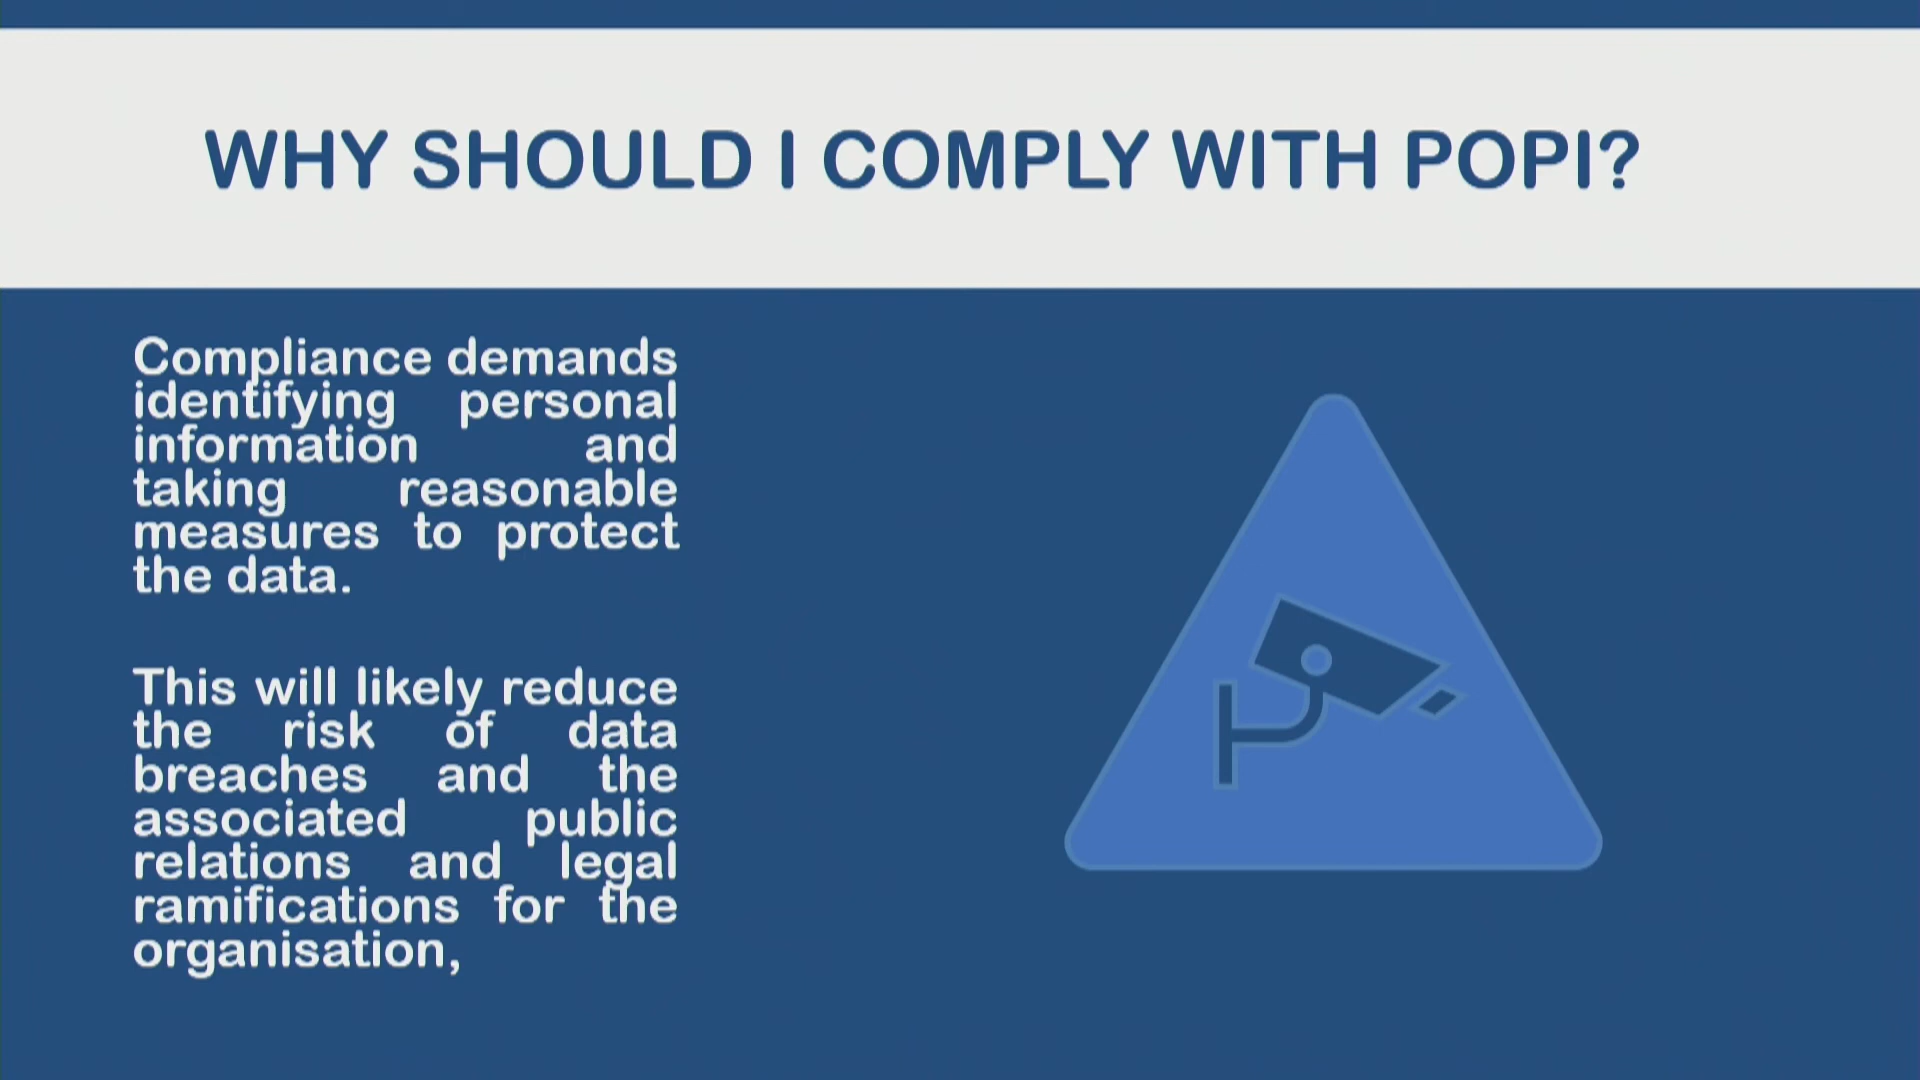 WHY SHOULD I COMPLY WITH POPI?
Compliance demands
identifying personal
information and
taking reasonable
measures to protect
the data.
This will likely reduce
the risk of data
breaches and the
associated public
relations and legal
ramifications for the
organisation,